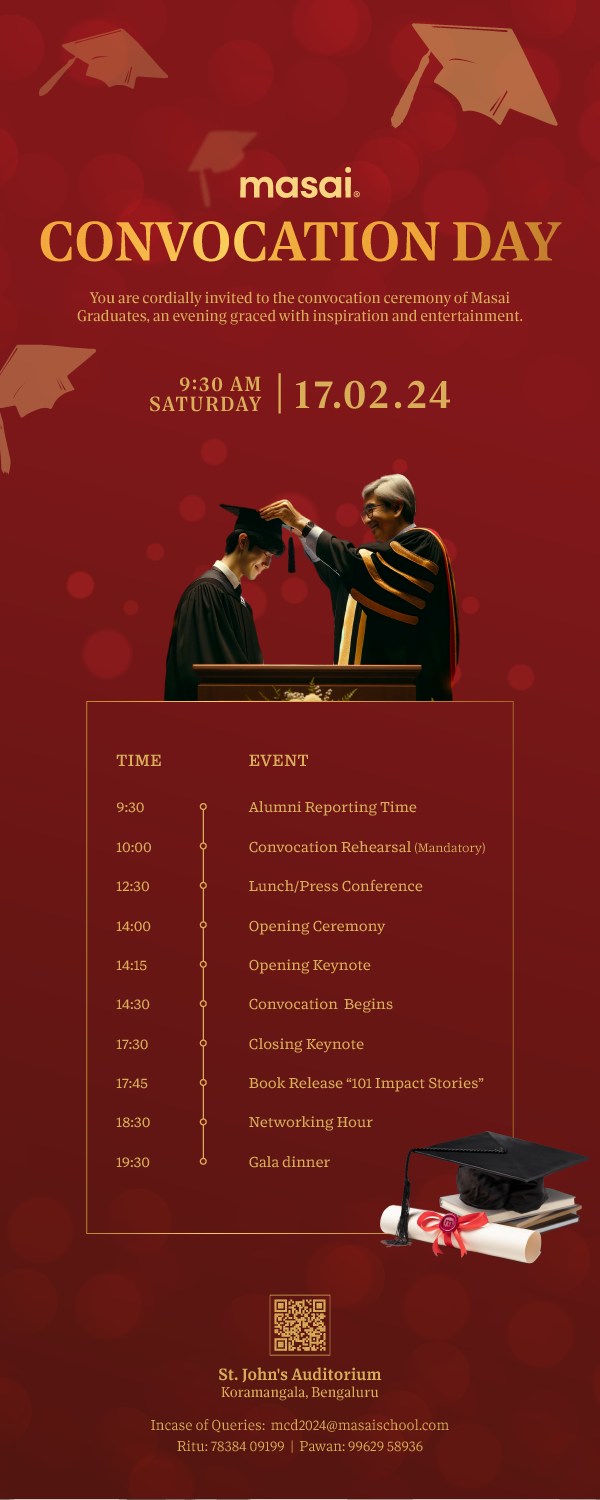 masai®
CONVOCATION DAY
You are cordially invited to the convocation ceremony of Masai
Graduates, an evening graced with inspiration and entertainment.
9:30 AM
SATURDAY
17.02.24
TIME EVENT
9:30 Alumni Reporting Time
10:00 Convocation Rehearsal (Mandatory)
12:30 Lunch/Press Conference
14:00 Opening Ceremony
14:15 Opening Keynote
14:30 Convocation Begins
17:30 Closing Keynote
17:45 Book Release “101 Impact Stories”
18:30 Networking Hour
19:30 Gala dinner
St. John's Auditorium
Koramangala, Bengaluru
Incase of Queries: mcd2024@masaischool.com
Ritu: 78384 09199 | Pawan: 99629 58936